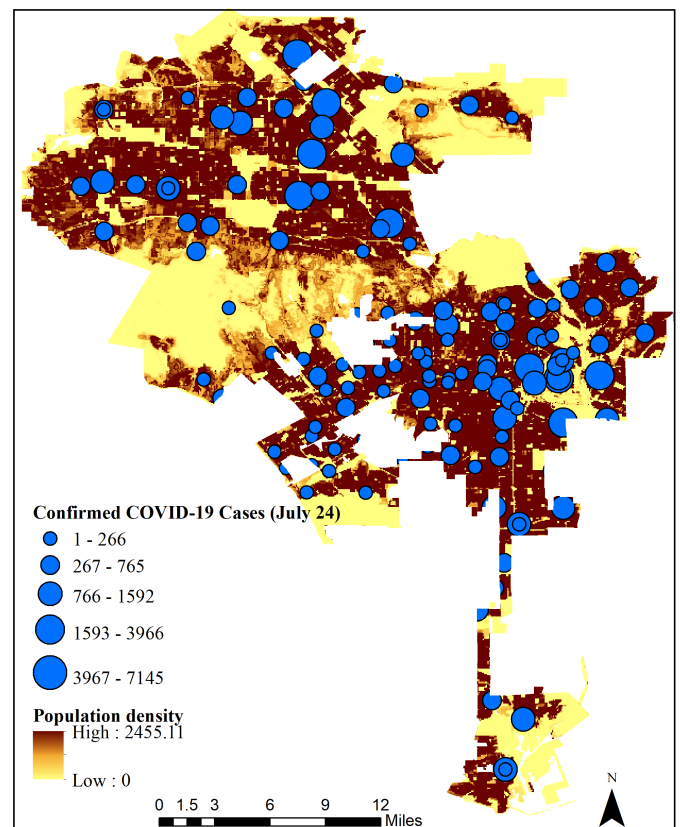 Confirmed COVID-19 Cases (July 24)
1 - 266
267 - 765
766 - 1592
1593 - 3966
3967 - 7145
Population density
High : 2455.11
Low : 0
N
0 1.5 3 6 9 12
Miles